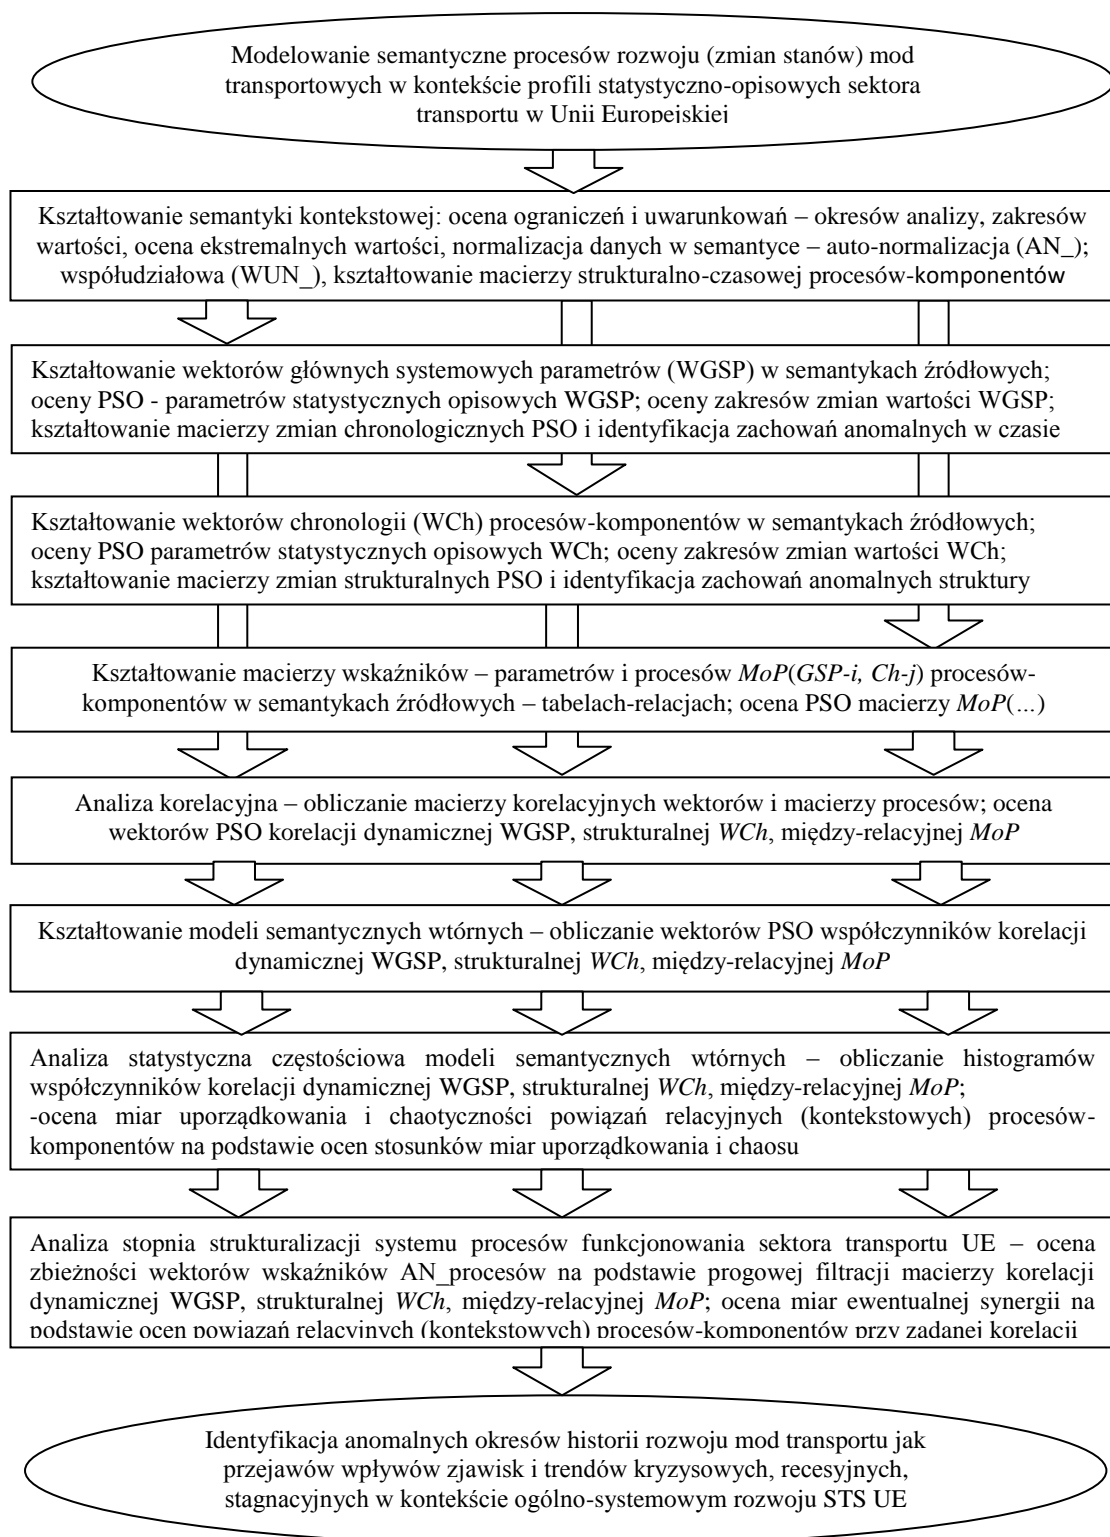 Modelowanie semantyczne procesów rozwoju (zmian stanów) mod
transportowych w kontekście profili statystyczno-opisowych sektora
transportu w Unii Europejskiej
Kształtowanie semantyki kontekstowej: ocena ograniczeń i uwarunkowań – okresów analizy, zakresów
wartości, ocena ekstremalnych wartości, normalizacja danych w semantyce – auto-normalizacja (AN_);
współudziałowa (WUN_), kształtowanie macierzy strukturalno-czasowej procesów-komponentów
Kształtowanie wektorów głównych systemowych parametrów (WGSP) w semantykach źródłowych;
oceny PSO - parametrów statystycznych opisowych WGSP; oceny zakresów zmian wartości WGSP;
kształtowanie macierzy zmian chronologicznych PSO i identyfikacja zachowań anomalnych w czasie
Kształtowanie wektorów chronologii (WCh) procesów-komponentów w semantykach źródłowych;
oceny PSO parametrów statystycznych opisowych WCh; oceny zakresów zmian wartości WCh;
kształtowanie macierzy zmian strukturalnych PSO i identyfikacja zachowań anomalnych struktury
Kształtowanie macierzy wskaźników – parametrów i procesów MoP(GSP-i, Ch-j) procesów-
komponentów w semantykach źródłowych – tabelach-relacjach; ocena PSO macierzy MoP(…)
Analiza korelacyjna – obliczanie macierzy korelacyjnych wektorów i macierzy procesów; ocena
wektorów PSO korelacji dynamicznej WGSP, strukturalnej WCh, między-relacyjnej MoP
Kształtowanie modeli semantycznych wtórnych – obliczanie wektorów PSO współczynników korelacji
dynamicznej WGSP, strukturalnej WCh, między-relacyjnej MoP
Analiza statystyczna częstościowa modeli semantycznych wtórnych – obliczanie histogramów
współczynników korelacji dynamicznej WGSP, strukturalnej WCh, między-relacyjnej MoP;
-ocena miar uporządkowania i chaotyczności powiązań relacyjnych (kontekstowych) procesów-
komponentów na podstawie ocen stosunków miar uporządkowania i chaosu
Analiza stopnia strukturalizacji systemu procesów funkcjonowania sektora transportu UE – ocena
zbieżności wektorów wskaźników AN_procesów na podstawie progowej filtracji macierzy korelacji
dynamicznej WGSP, strukturalnej WCh, między-relacyjnej MoP; ocena miar ewentualnej synergii na
podstawie ocen powiązań relacyjnych (kontekstowych) procesów-komponentów przy zadanej korelacji
Identyfikacja anomalnych okresów historii rozwoju mod transportu jak
przejawów wpływów zjawisk i trendów kryzysowych, recesyjnych,
stagnacyjnych w kontekście ogólno-systemowym rozwoju STS UE